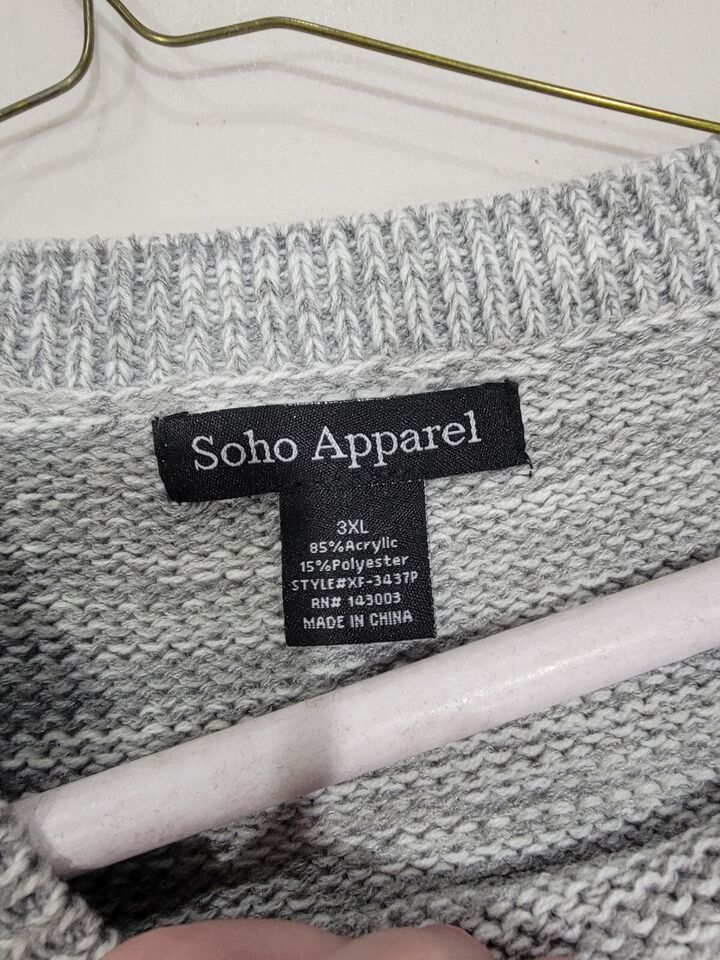 Soho Apparel
3XL
85%Acrylic
15%Polyester
STYLE#XF-3437P
RN# 143003
MADE IN CHINA